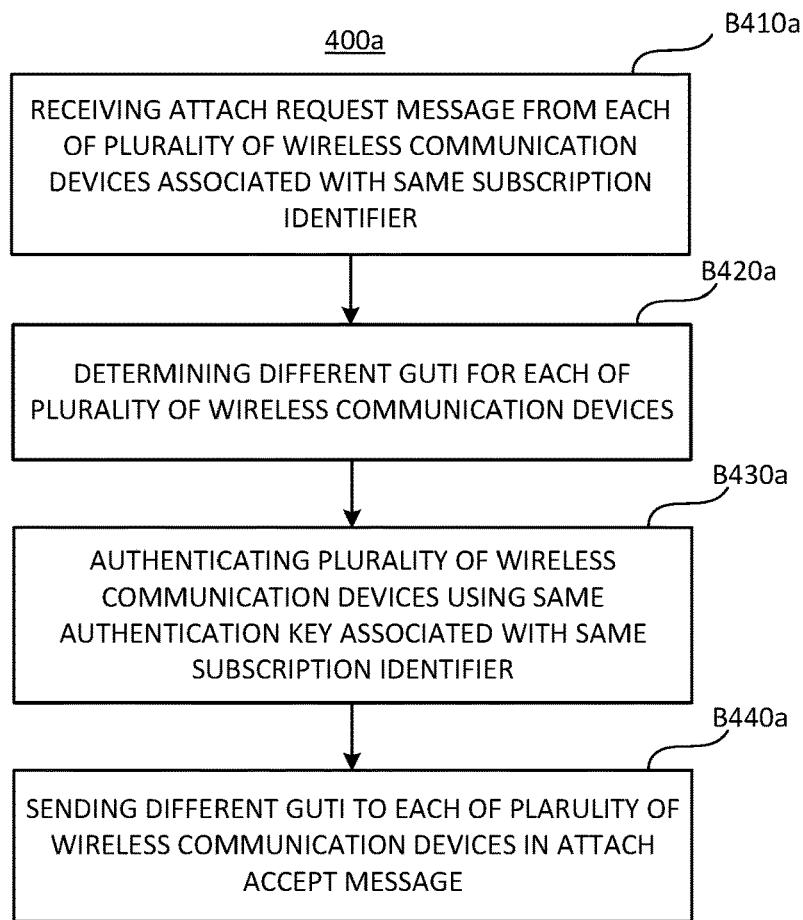 400a
B410a
RECEIVING ATTACH REQUEST MESSAGE FROM EACH
OF PLURALITY OF WIRELESS COMMUNICATION
DEVICES ASSOCIATED WITH SAME SUBSCRIPTION
IDENTIFIER
B420a
DETERMINING DIFFERENT GUTI FOR EACH OF
PLURALITY OF WIRELESS COMMUNICATION DEVICES
B430a
AUTHENTICATING PLURALITY OF WIRELESS
COMMUNICATION DEVICES USING SAME
AUTHENTICATION KEY ASSOCIATED WITH SAME
SUBSCRIPTION IDENTIFIER
B440a
SENDING DIFFERENT GUTI TO EACH OF PLARULITY OF
WIRELESS COMMUNICATION DEVICES IN ATTACH
ACCEPT MESSAGE